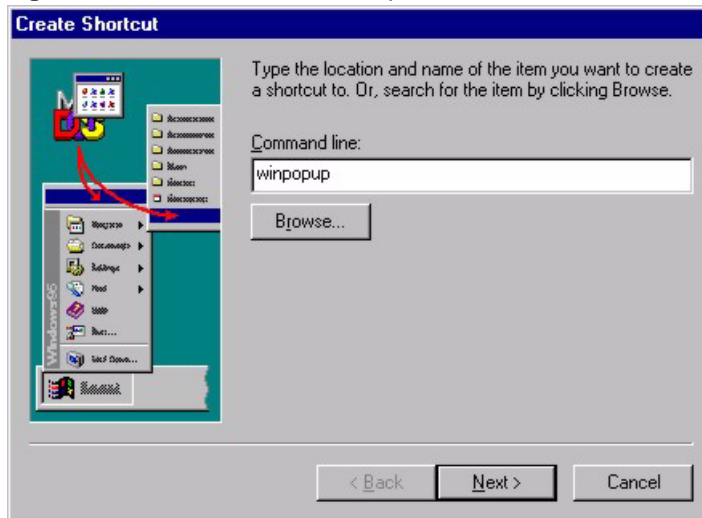 Create Shortcut
Type the location and name of the item you want to create
a shortcut to. Or, search for the item by clicking Browse.
Command line:
winpopup
Browse...
Windows95
< Back
Next >
Cancel